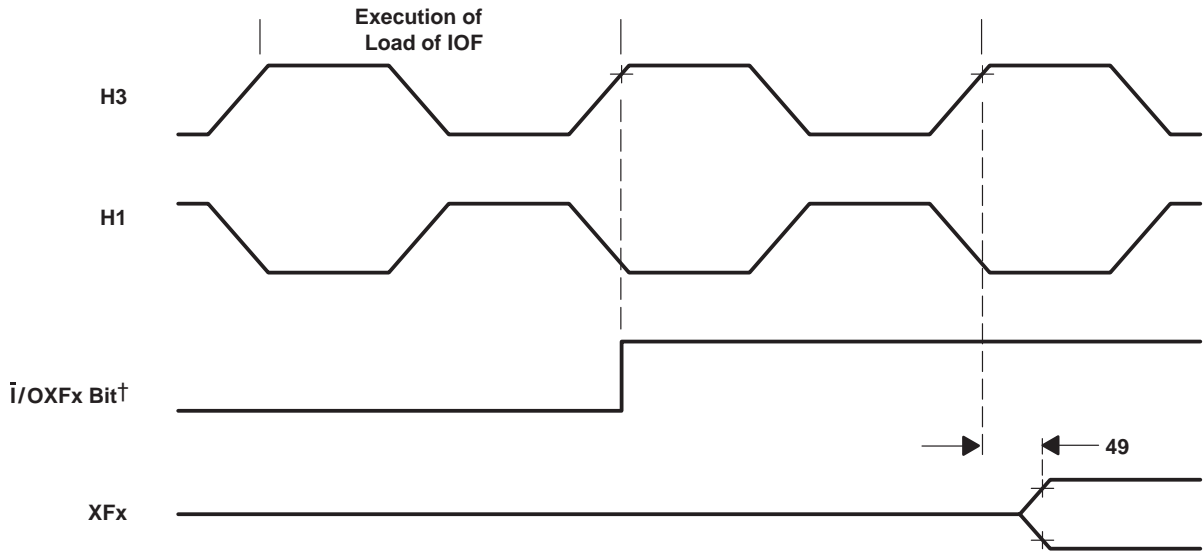 Execution of
Load of IOF
H3
H1
Ī/OXFx Bit†
49
XFx